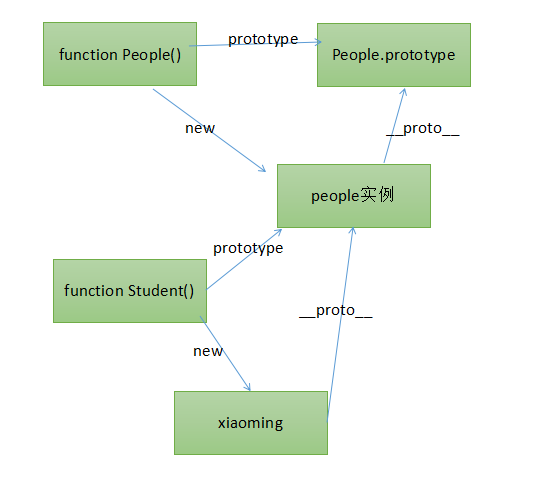 prototype
function People()
People.prototype
new
__proto__
people实例
prototype
function Student()
__proto__
new
xiaoming